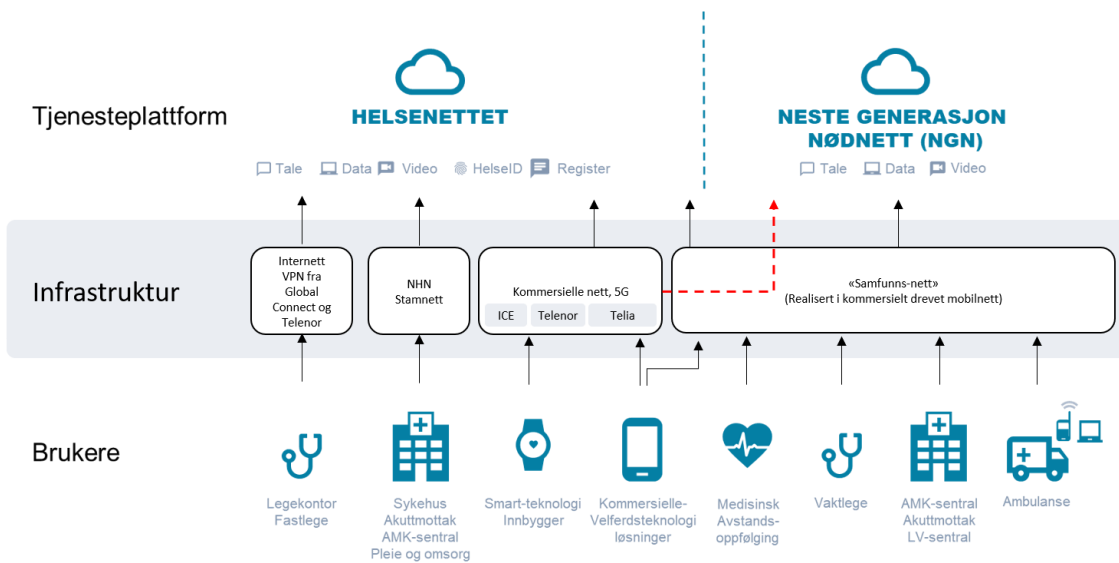 Tjenesteplattform
HELSENETTET
Tale Data Video HelseID Register
NESTE GENERASJON
NØDNETT (NGN)
Tale Data Video
Infrastruktur
Internett
VPN fra
Global
Connect og
Telenor
NHN
Stamnett
Kommersielle nett, 5G
ICE Telenor Telia
«Samfunns-nett»
(Realisert i kommersielt drevet mobilnett)
Brukere
Legekontor
Fastlege
Sykehus
Akuttmottak
AMK-sentral
Pleie og omsorg
Smart-teknologi
Innbygger
Kommersielle-
Velferdsteknologi
løsninger
Medisinsk
Avstands-
oppfølging
Vaktlege
AMK-sentral
Akuttmottak
LV-sentral
Ambulanse